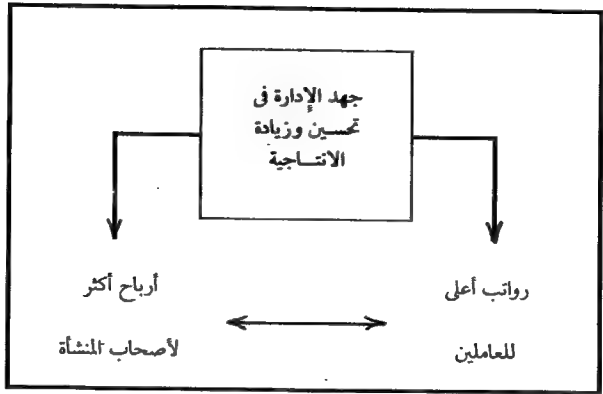 جهد الإدارة فى
تحسين وزيادة
الانتاجية
رواتب أعلى
للعاملين
أرباح أكثر
لأصحاب المنشأة